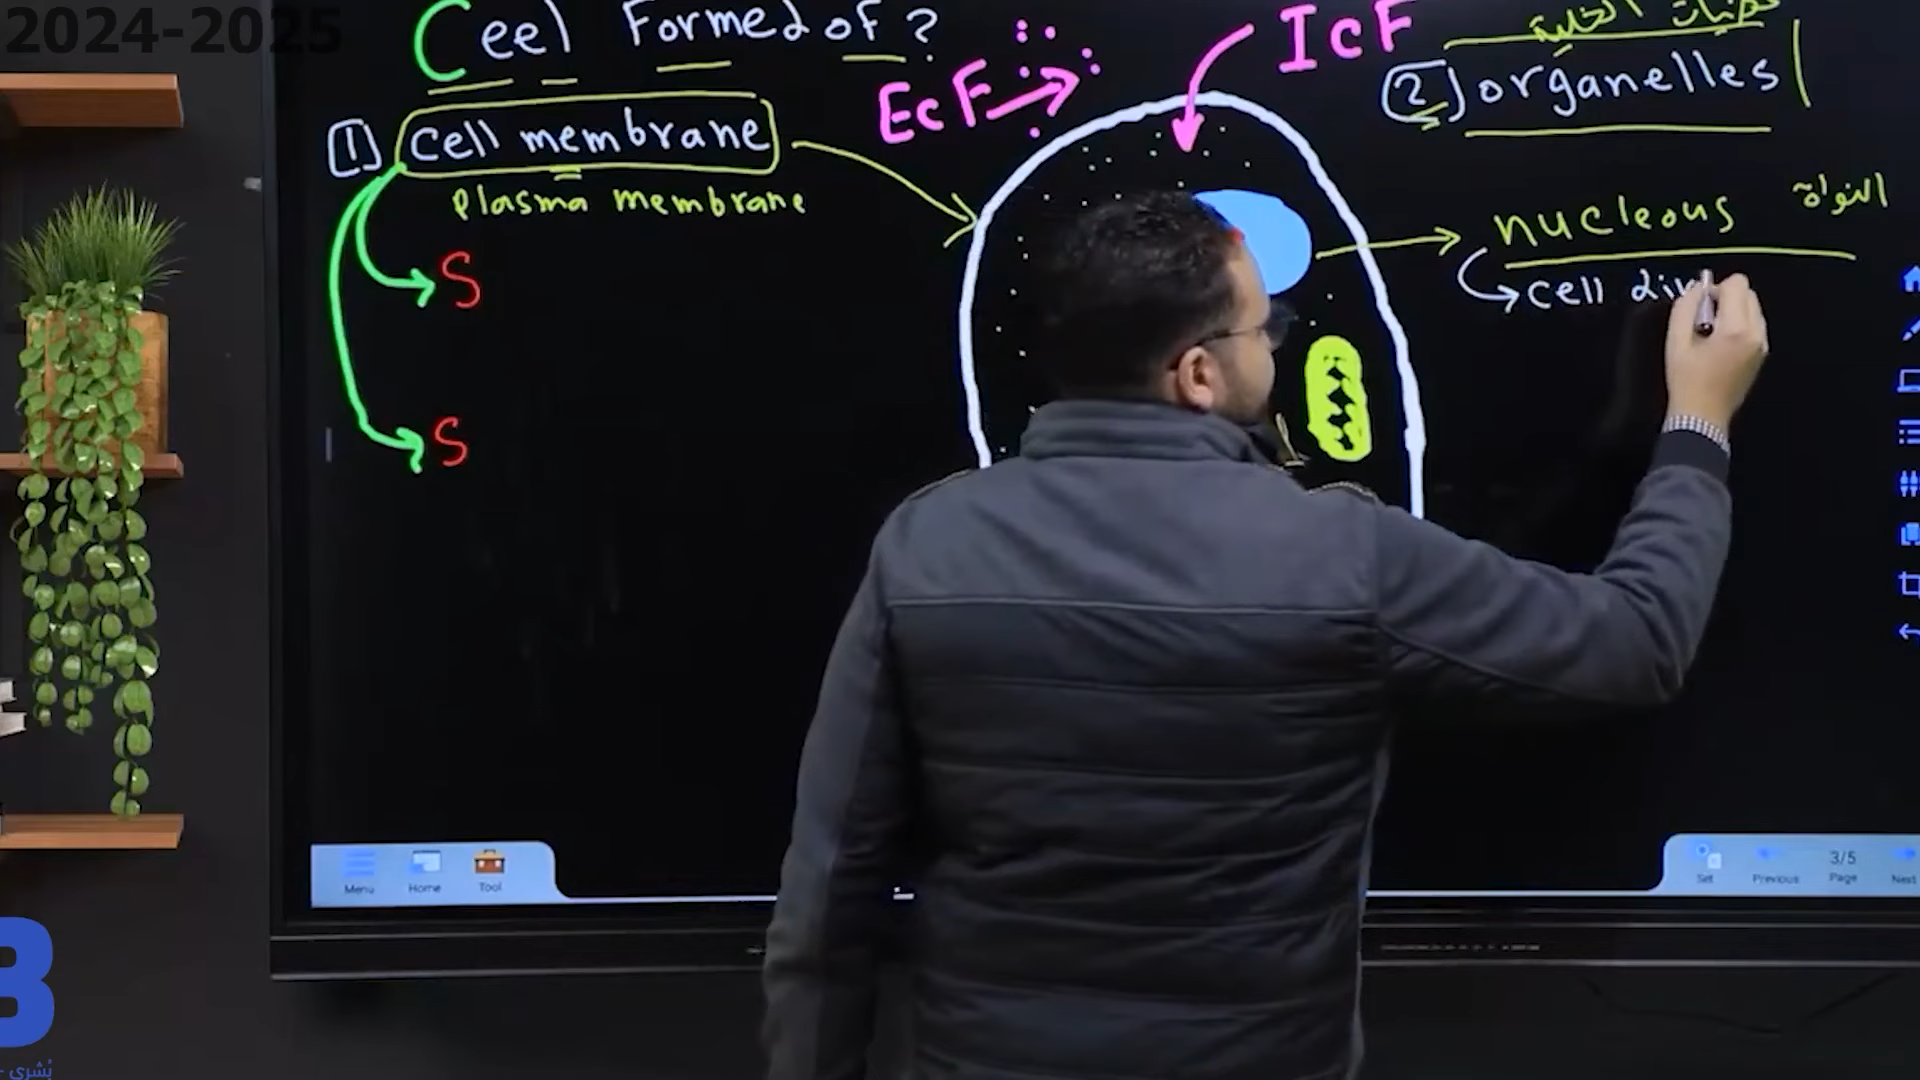 2024-2025
Ceel Formed of ?
1 cell membrane
plasma membrane
S
S
EcF
IcF
الخلية
2 organelles
nucleous النواة
cell div
Menu Home Tool
Set Previous 3/5 Page Next
B
بُشرى